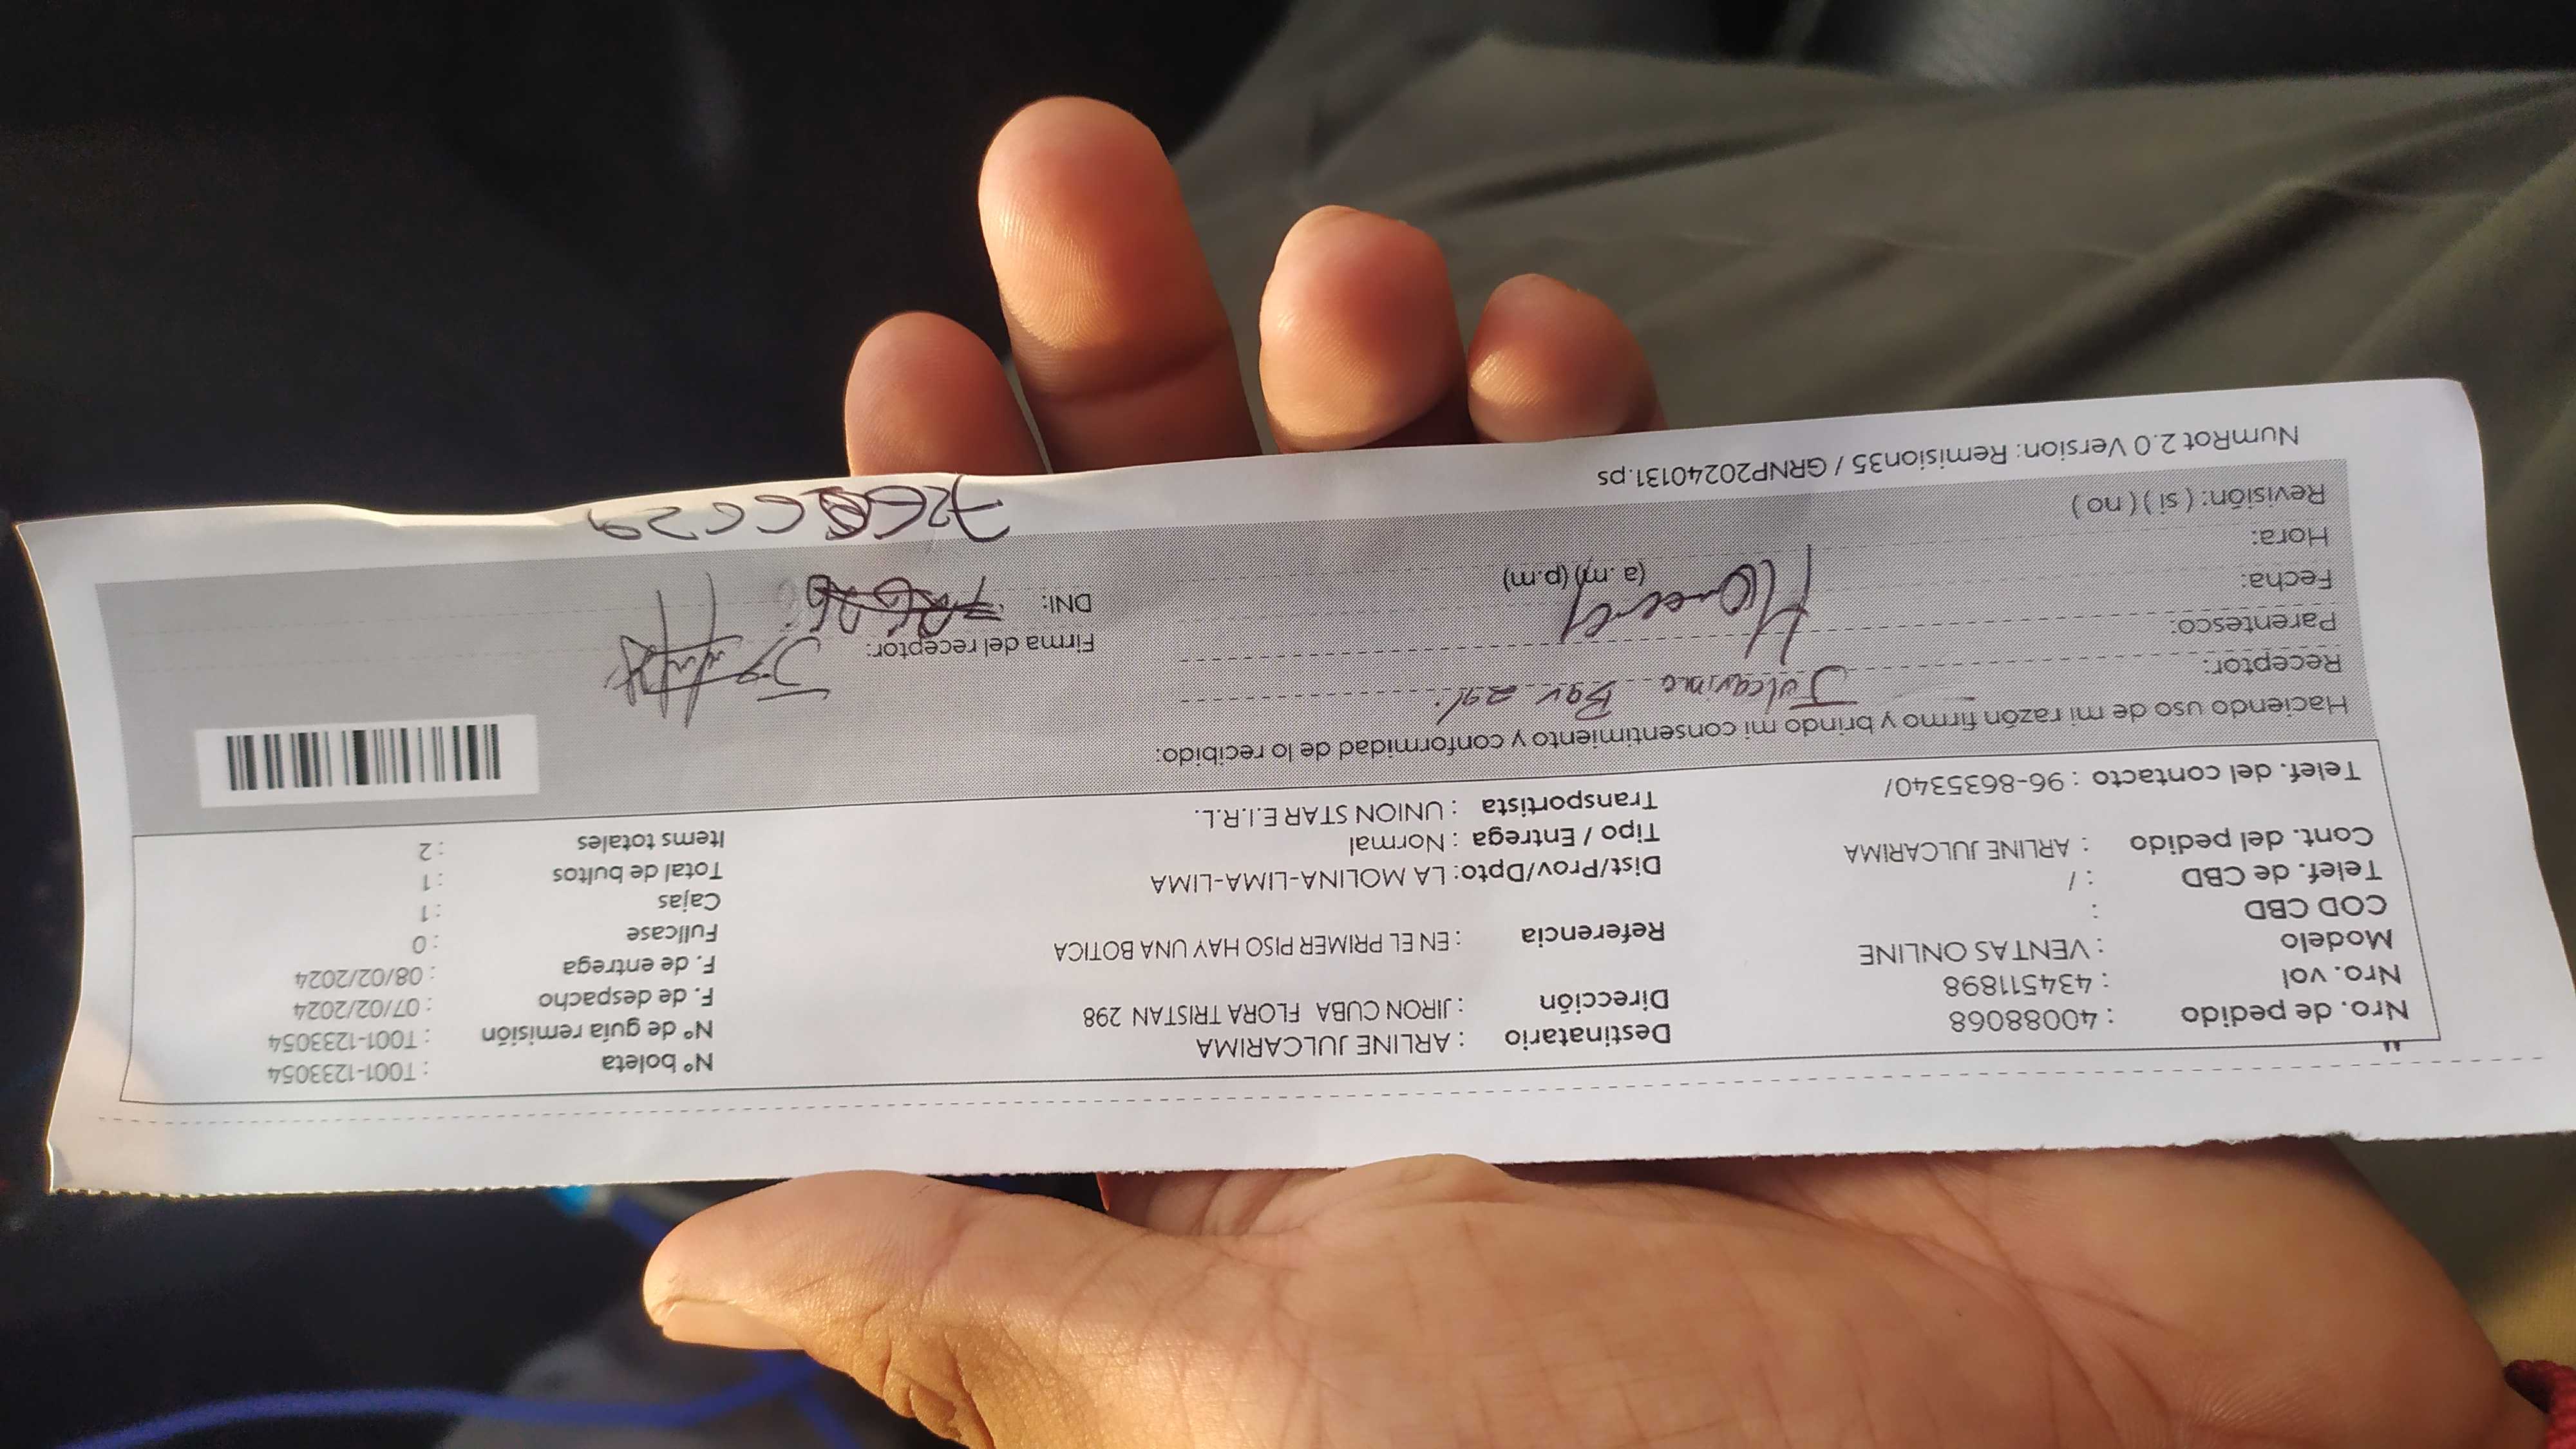 Nro. de pedido : 40088068
Nro. vol : 434511898
Modelo : VENTAS ONLINE
COD CBD :
Telef. de CBD : /
Cont. del pedido : ARLINE JULCARIMA
Telef. del contacto : 96-8635340/
Destinatario : ARLINE JULCARIMA
Dirección : JIRON CUBA FLORA TRISTAN 298
Referencia : EN EL PRIMER PISO HAY UNA BOTICA
Dist/Prov/Dpto: LA MOLINA-LIMA-LIMA
Tipo / Entrega : Normal
Transportista : UNION STAR E.I.R.L.
N° boleta : T001-1233054
N° de guía remisión : T001-1233054
F. de despacho : 07/02/2024
F. de entrega : 08/02/2024
Fullcase : 0
Cajas : 1
Total de bultos : 1
Items totales : 2
Haciendo uso de mi razón firmo y brindo mi consentimiento y conformidad de lo recibido:
Receptor: Julcarima
Parentesco:
Fecha:
Hora: (a.m) (p.m)
Revisión: ( si ) ( no )
Firma del receptor:
DNI:
NumRot 2.0 Version: Remision35 / GRNP20240131.ps